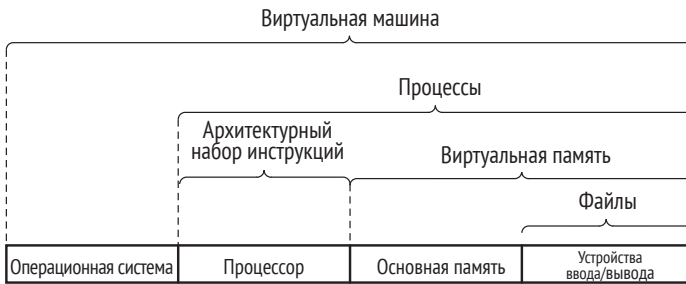 Виртуальная машина
Процессы
Архитектурный
набор инструкций
Виртуальная память
Файлы
Операционная система
Процессор
Основная память
Устройства
ввода/вывода